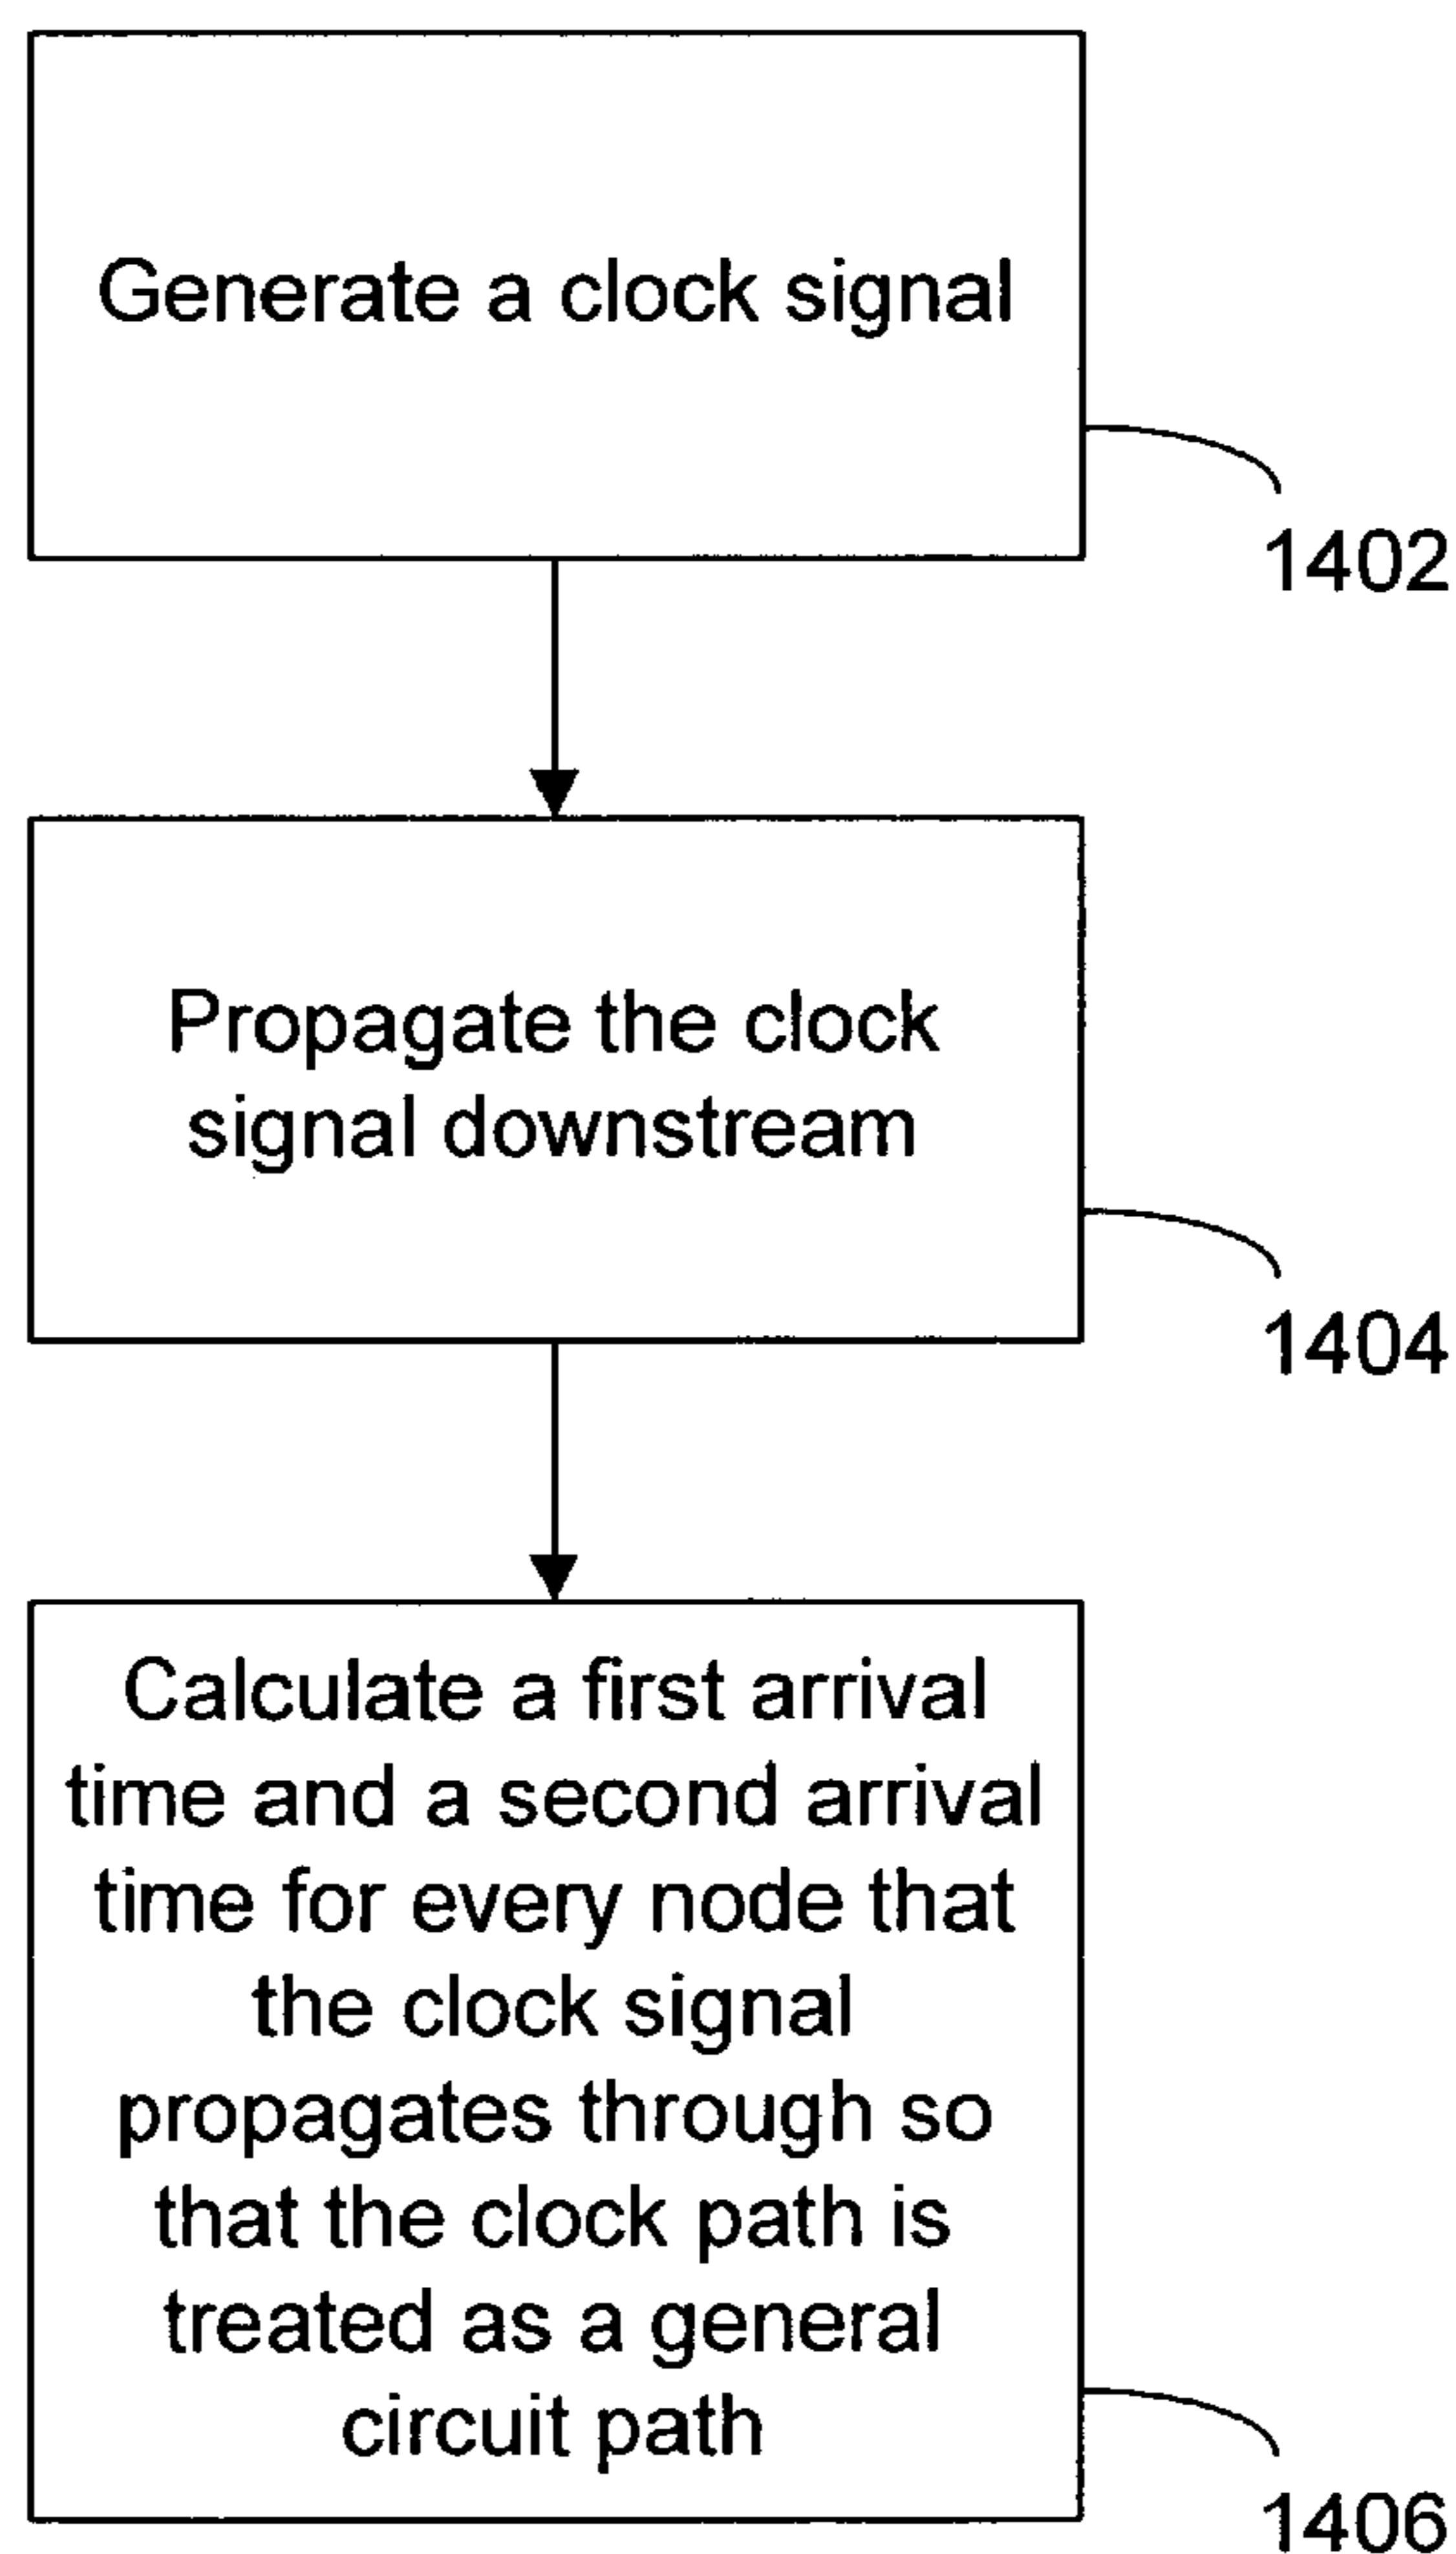 Generate a clock signal
1402
Propagate the clock
signal downstream
1404
Calculate a first arrival
time and a second arrival
time for every node that
the clock signal
propagates through so
that the clock path is
treated as a general
circuit path
1406